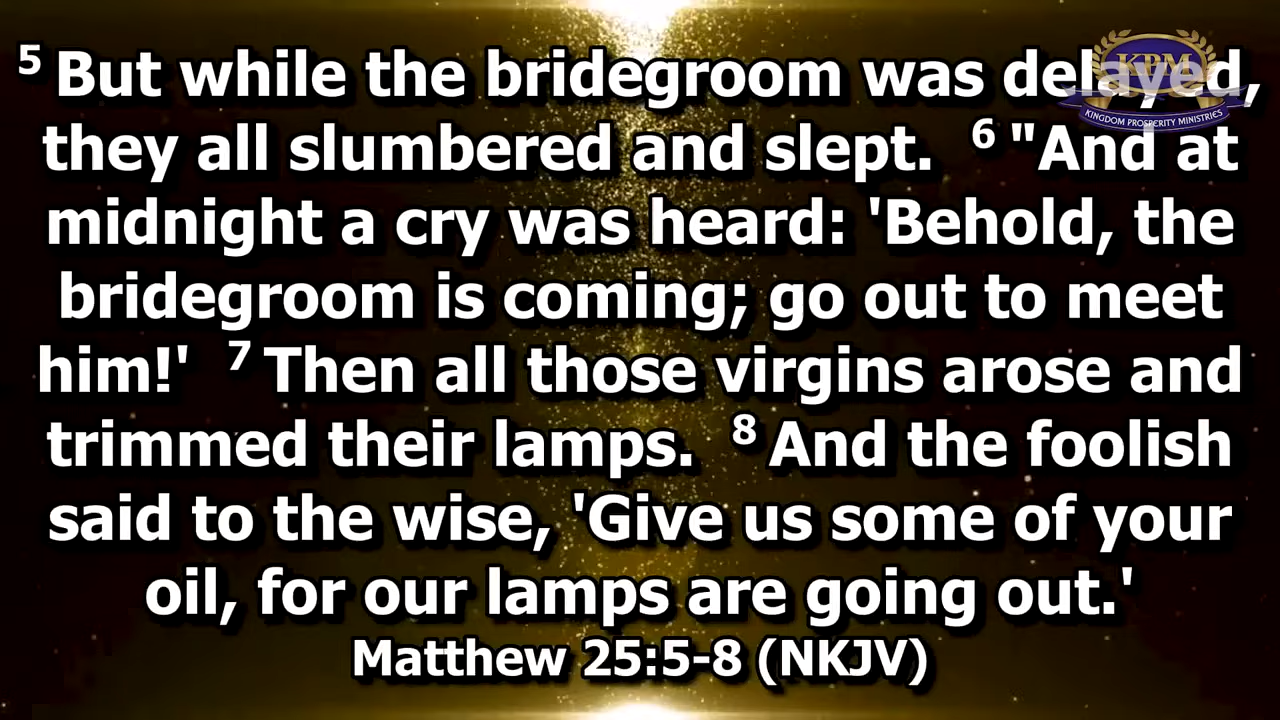 5 But while the bridegroom was delayed,
they all slumbered and slept. 6 "And at
midnight a cry was heard: 'Behold, the
bridegroom is coming; go out to meet
him!' 7 Then all those virgins arose and
trimmed their lamps. 8 And the foolish
said to the wise, 'Give us some of your
oil, for our lamps are going out.'
Matthew 25:5-8 (NKJV)
KPM
KINGDOM PROSPERITY MINISTRIES